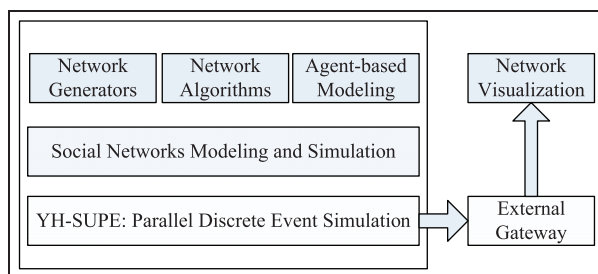 Network
Generators
Network
Algorithms
Agent-based
Modeling
Network
Visualization
Social Networks Modeling and Simulation
YH-SUPE: Parallel Discrete Event Simulation
External
Gateway